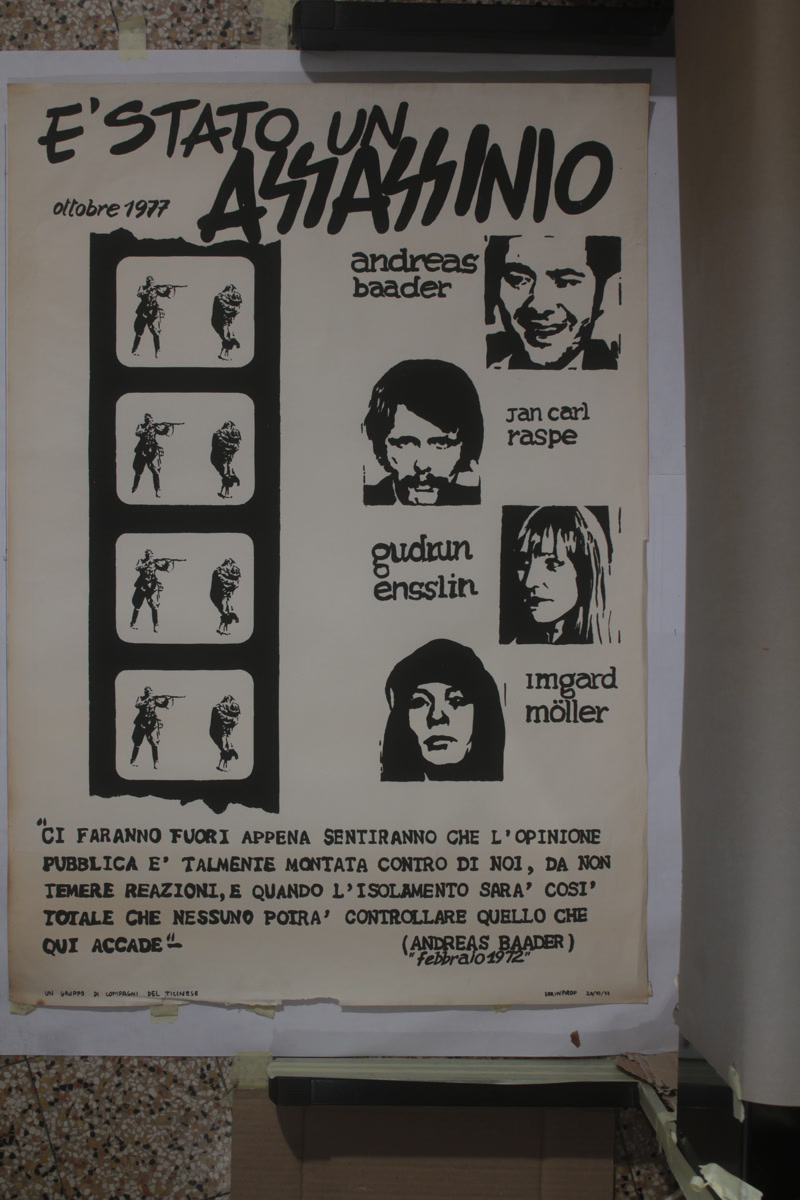 E' STATO UN
ASSASSINIO
ottobre 1977
andreas
baader
Jan carl
raspe
gudrun
ensslin
imgard
möller
"CI FARANNO FUORI APPENA SENTIRANNO CHE L'OPINIONE
PUBBLICA E' TALMENTE MONTATA CONTRO DI NOI, DA NON
TEMERE REAZIONI, E QUANDO L'ISOLAMENTO SARA' COSI'
TOTALE CHE NESSUNO POTRA' CONTROLLARE QUELLO CHE
QUI ACCADE"
(ANDREAS BAADER)
"febbraio 1972"
UN GRUPPO DI COMPAGNI DEL TICINESE